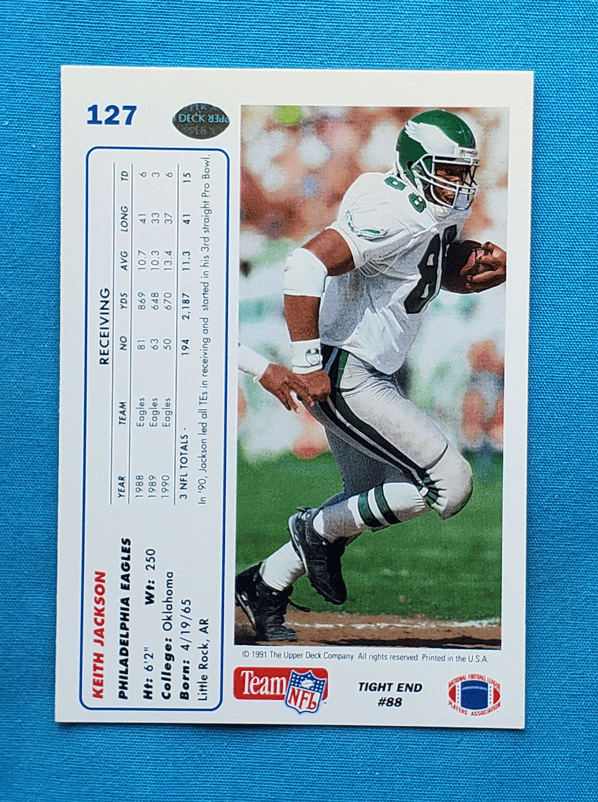 127
UPPER
DECK
KEITH JACKSON
PHILADELPHIA EAGLES
Ht: 6'2" Wt: 250
College: Oklahoma
Born: 4/19/65
Little Rock, AR
RECEIVING
YEAR TEAM NO YDS AVG LONG TD
1988 Eagles 81 869 10.7 41 6
1989 Eagles 63 648 10.3 33 3
1990 Eagles 50 670 13.4 37 6
3 NFL TOTALS - 194 2,187 11.3 41 15
In '90, Jackson led all TEs in receiving and started in his 3rd straight Pro Bowl.
88
© 1991 The Upper Deck Company. All rights reserved. Printed in the U.S.A.
Team NFL
TIGHT END
#88
NATIONAL FOOTBALL LEAGUE
PLAYERS ASSOCIATION